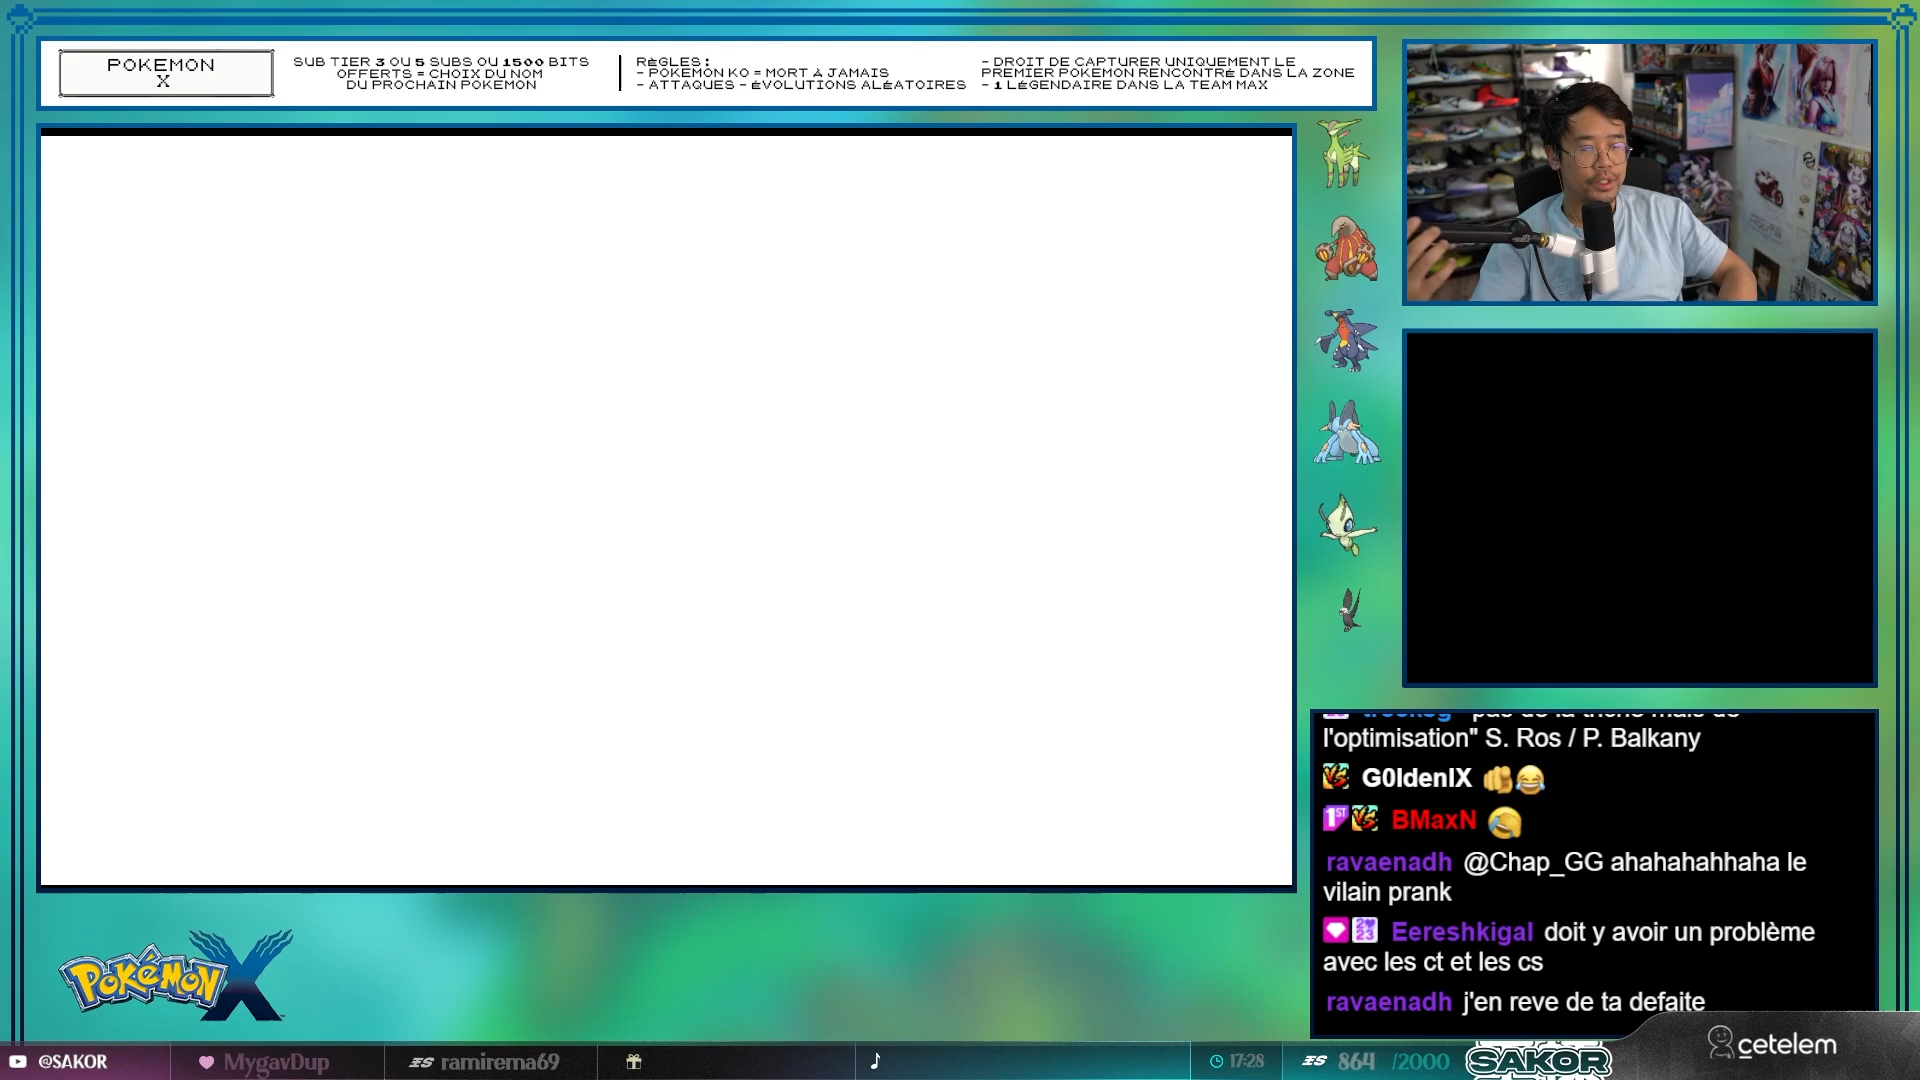 POKEMON
X
SUB TIER 3 OU 5 SUBS OU 1500 BITS
OFFERTS = CHOIX DU NOM
DU PROCHAIN POKEMON
RÈGLES :
- POKEMON KO = MORT À JAMAIS
- ATTAQUES - ÉVOLUTIONS ALÉATOIRES
- DROIT DE CAPTURER UNIQUEMENT LE
PREMIER POKEMON RENCONTRÉ DANS LA ZONE
- 1 LÉGENDAIRE DANS LA TEAM MAX
l'optimisation" S. Ros / P. Balkany
G0ldenIX
BMaxN
ravaenadh @Chap_GG ahahahahhaha le
vilain prank
Eereshkigal doit y avoir un problème
avec les ct et les cs
ravaenadh j'en reve de ta defaite
POKéMON X
@SAKOR
MygavDup
ramirema69
17:28
864 /2000
SAKOR
cetelem